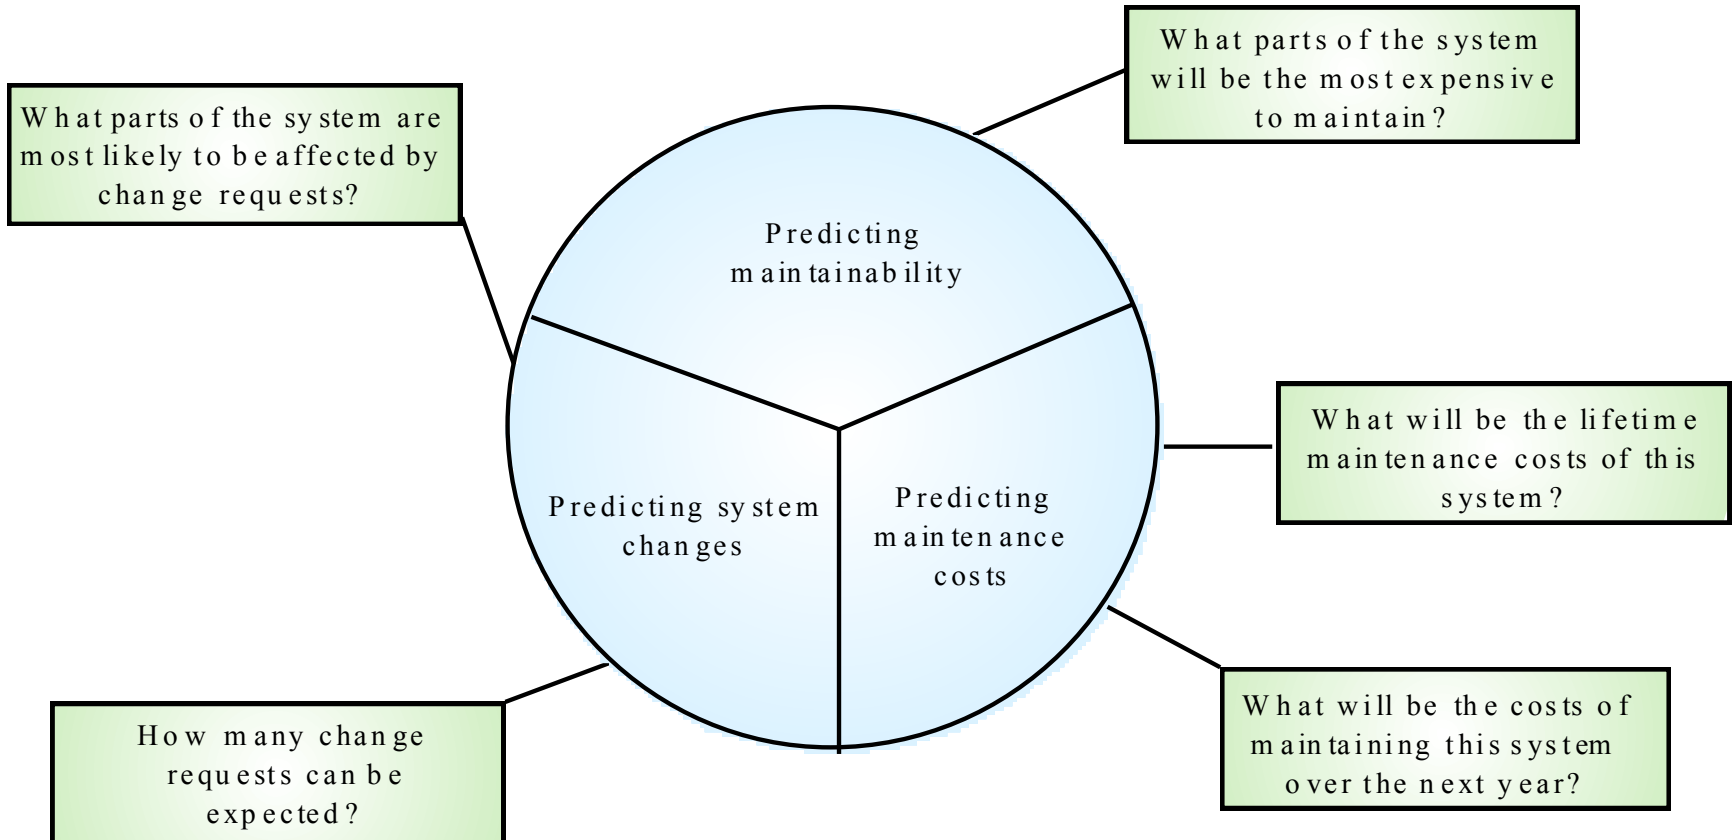 What parts of the system
will be the most expensive
to maintain?
What parts of the system are
most likely to be affected by
change requests?
Predicting
maintainability
What will be the lifetime
maintenance costs of this
system?
Predicting system
changes
Predicting
maintenance
costs
What will be the costs of
maintaining this system
over the next year?
How many change
requests can be
expected?